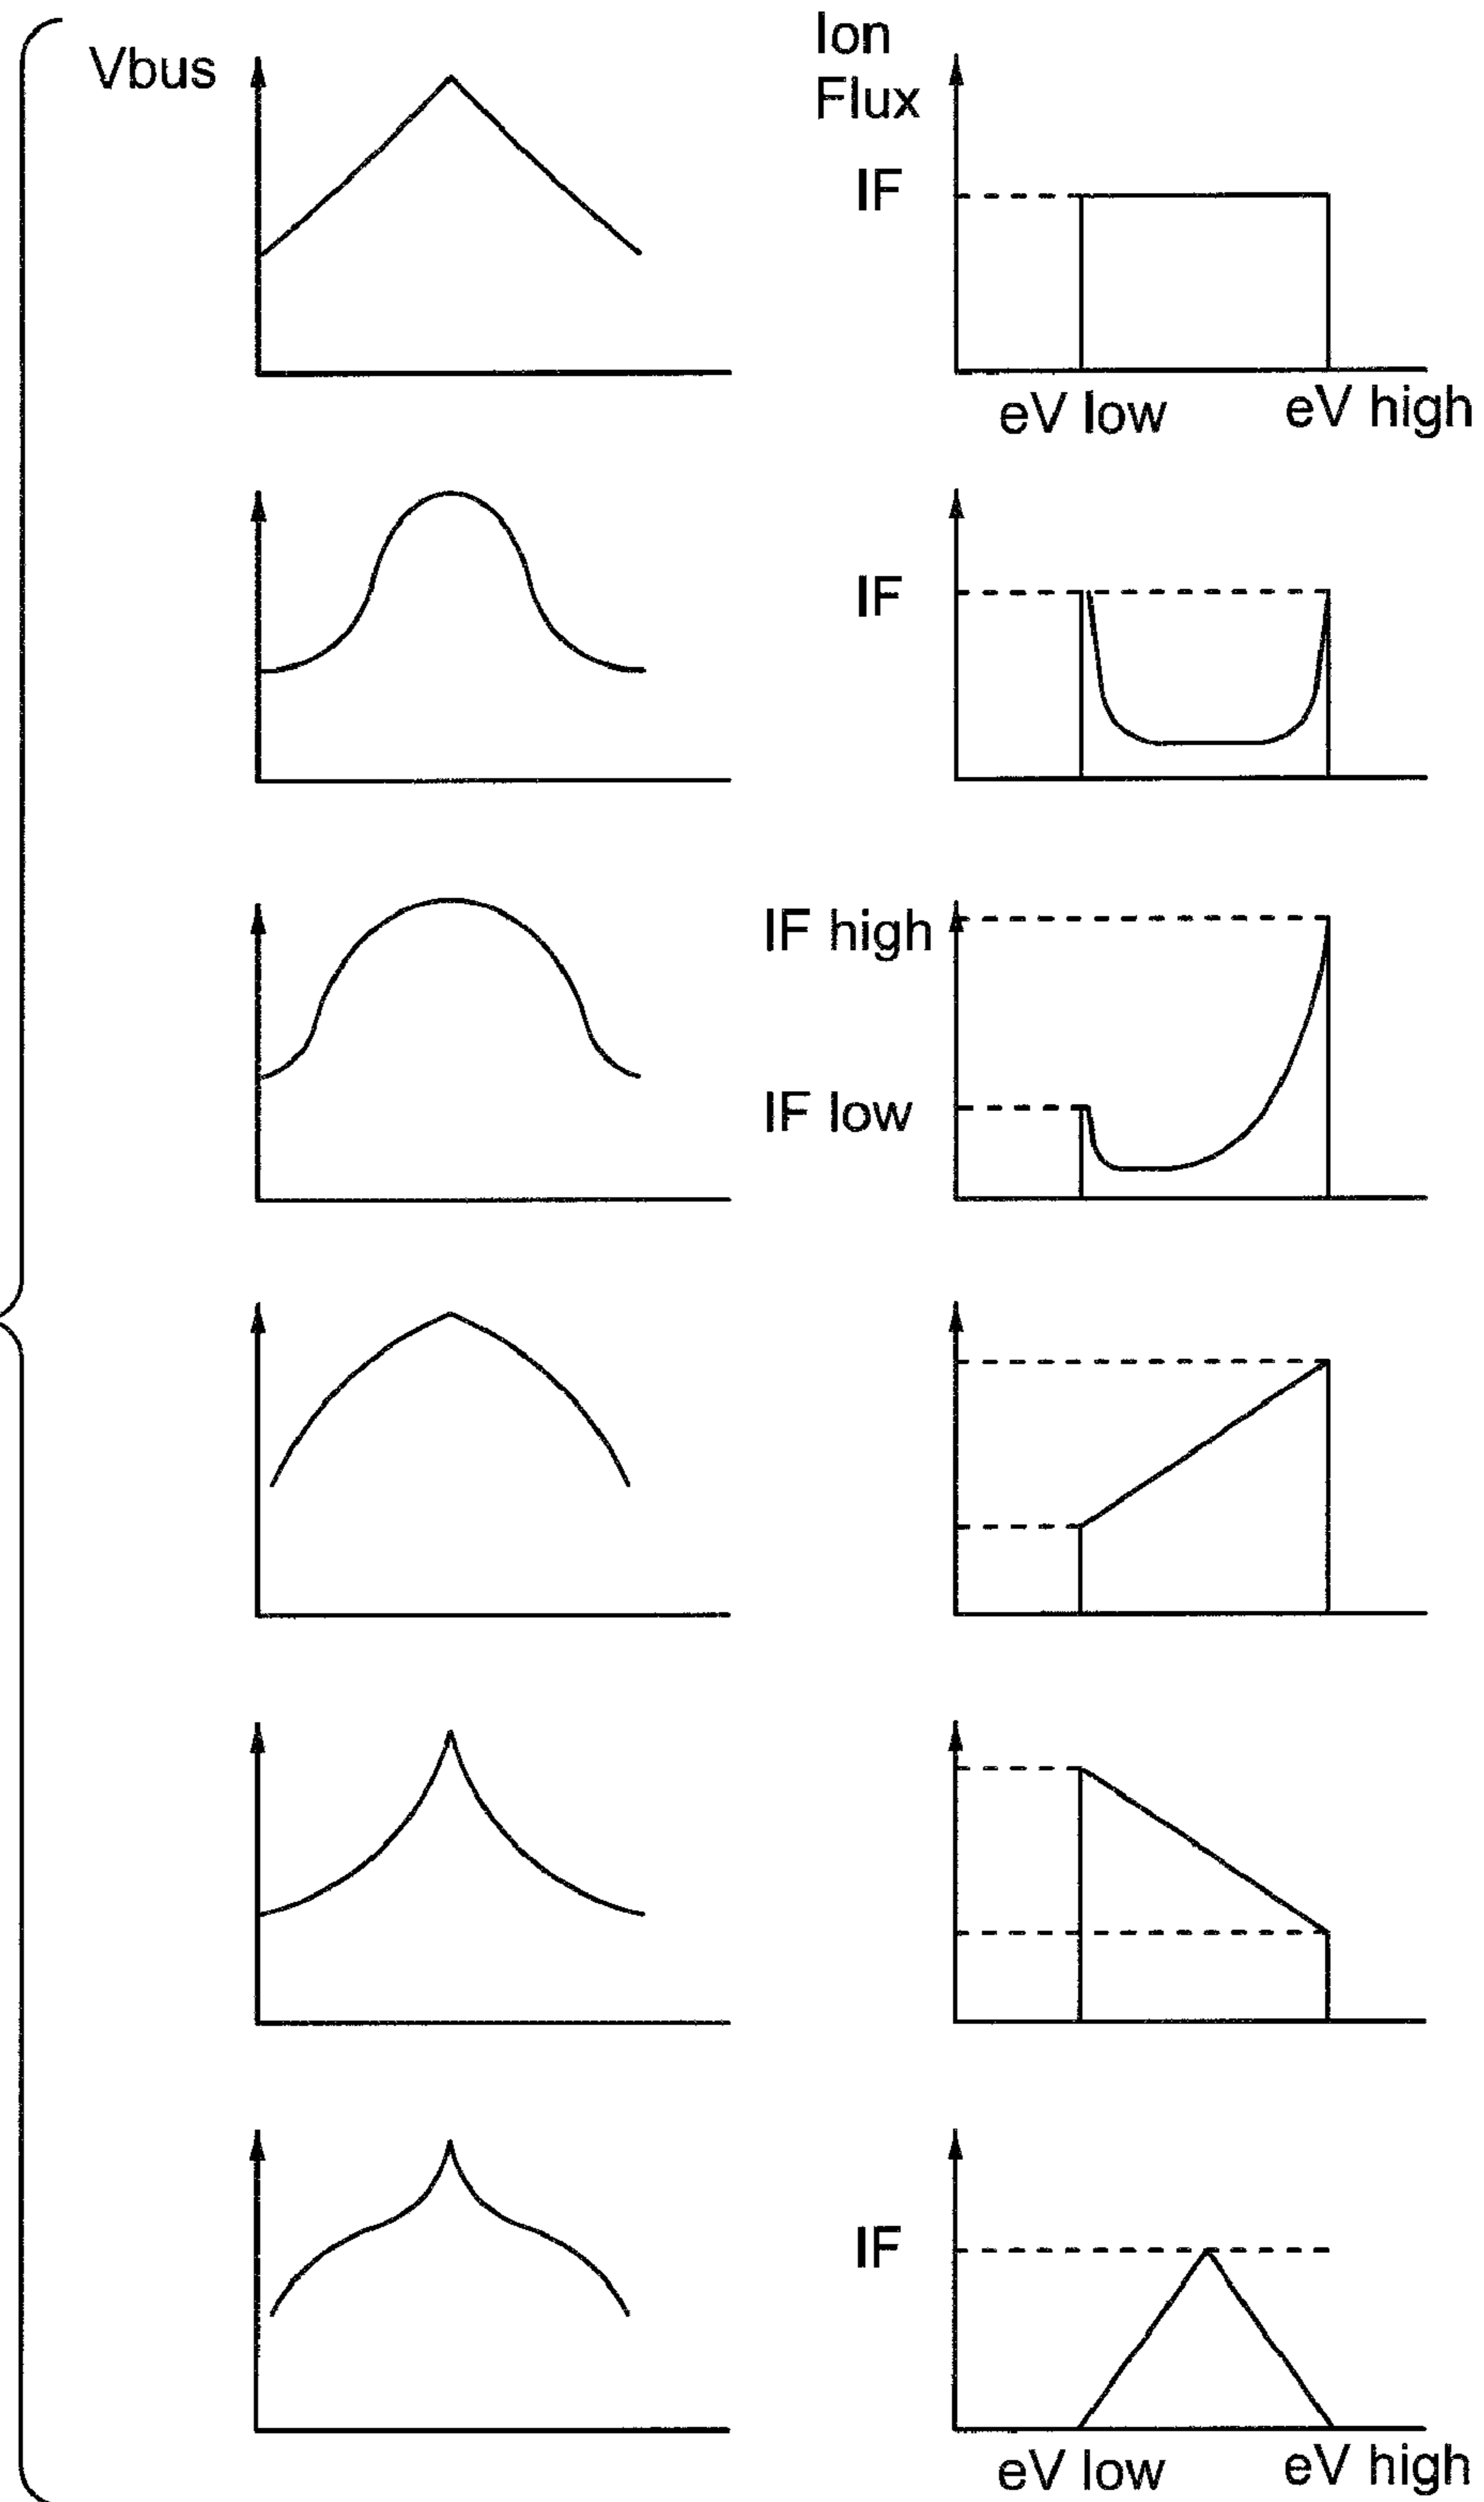 Vbus
Ion
Flux
IF
eV low
eV high
IF
IF high
IF low
IF
eV low
eV high